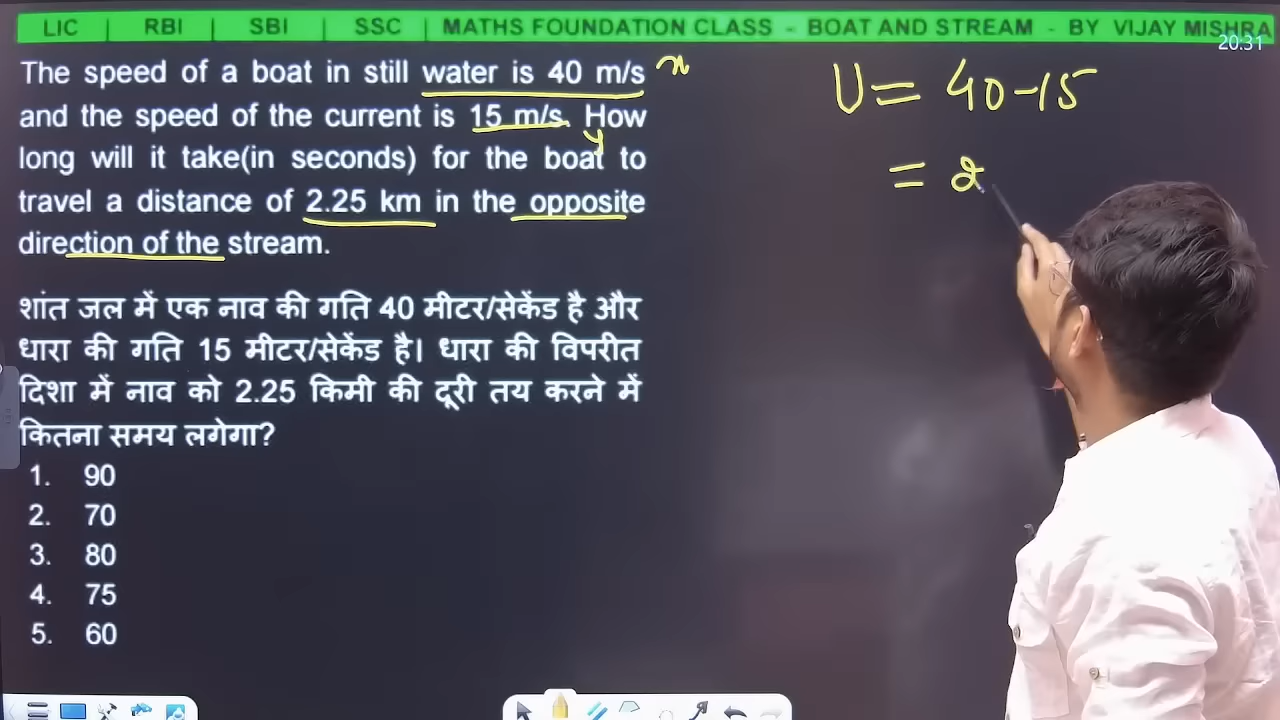 LIC | RBI | SBI | SSC | MATHS FOUNDATION CLASS - BOAT AND STREAM - BY VIJAY MISHRA
20:31
The speed of a boat in still water is 40 m/s x
and the speed of the current is 15 m/s. How
y
long will it take(in seconds) for the boat to
travel a distance of 2.25 km in the opposite
direction of the stream.
U = 40-15
= 2
शांत जल में एक नाव की गति 40 मीटर/सेकेंड है और
धारा की गति 15 मीटर/सेकेंड है। धारा की विपरीत
दिशा में नाव को 2.25 किमी की दूरी तय करने में
कितना समय लगेगा?
1. 90
2. 70
3. 80
4. 75
5. 60